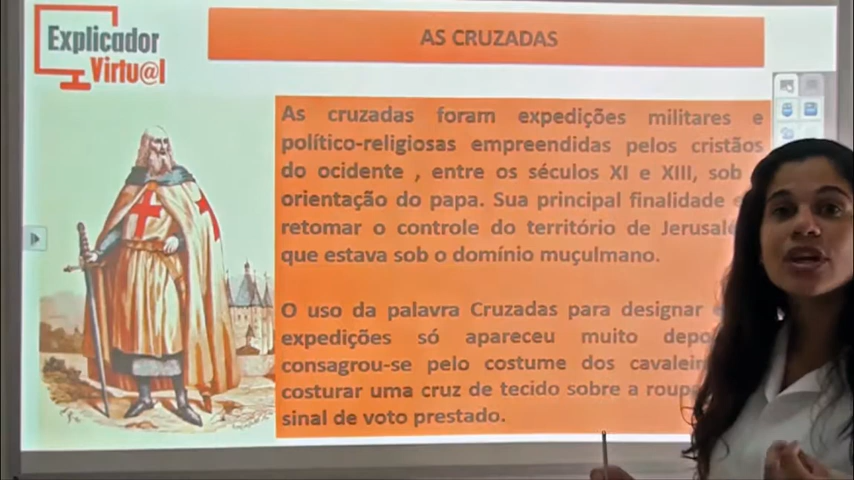 Explicador
Virtu@l
AS CRUZADAS
As cruzadas foram expedições militares e
político-religiosas empreendidas pelos cristãos
do ocidente , entre os séculos XI e XIII, sob
orientação do papa. Sua principal finalidade
retomar o controle do território de
que estava sob o domínio muçulmano.
O uso da palavra Cruzadas para designar
expedições só apareceu muito
consagrou-se pelo costume dos
costurar uma cruz de tecido sobre a
sinal de voto prestado.